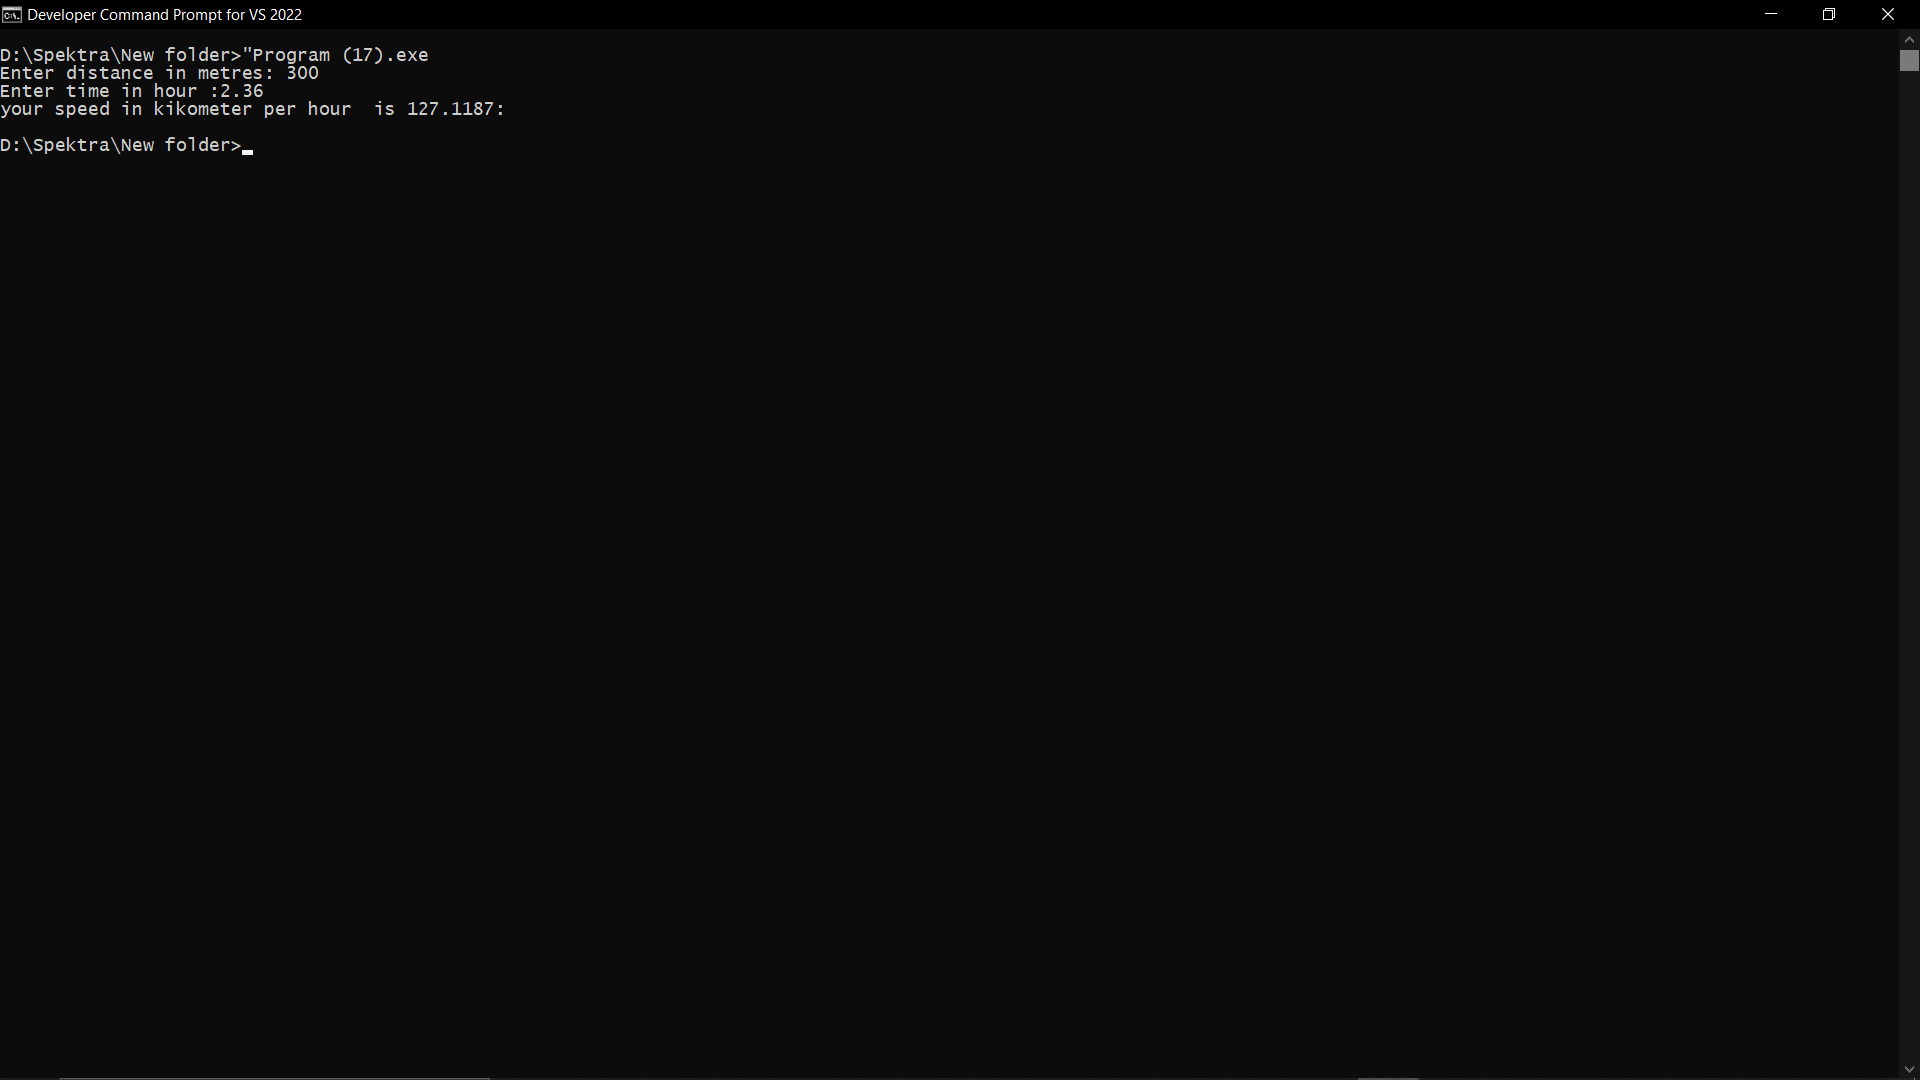 Developer Command Prompt for VS 2022
D:\Spektra\New folder>"Program (17).exe
Enter distance in metres: 300
Enter time in hour :2.36
your speed in kikometer per hour  is 127.1187:
D:\Spektra\New folder>